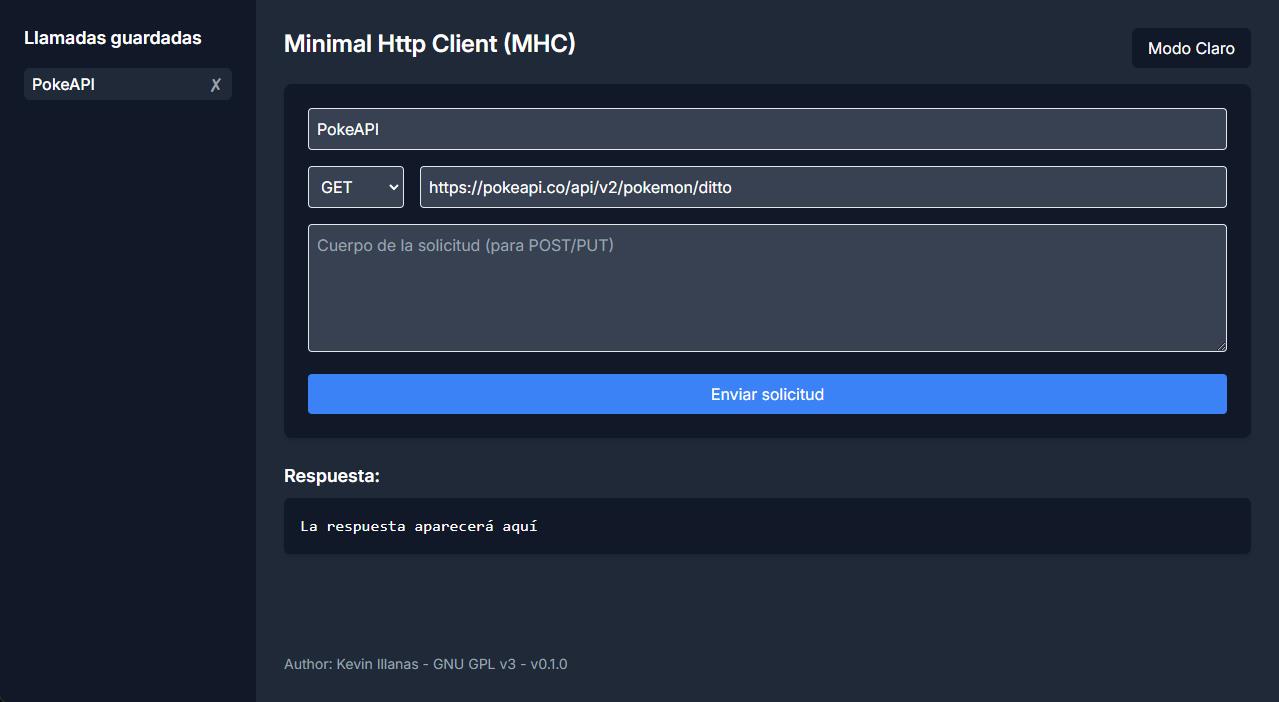 Llamadas guardadas
PokeAPI ✗
Minimal Http Client (MHC)
Modo Claro
PokeAPI
GET
https://pokeapi.co/api/v2/pokemon/ditto
Cuerpo de la solicitud (para POST/PUT)
Enviar solicitud
Respuesta:
La respuesta aparecerá aquí
Author: Kevin Illanas - GNU GPL v3 - v0.1.0